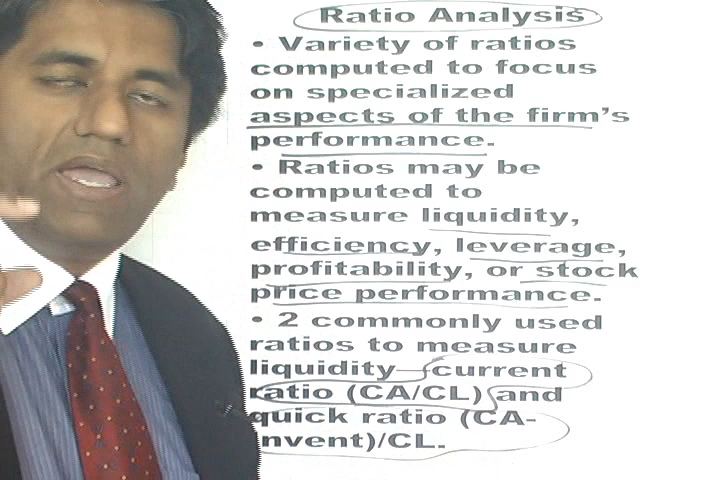 Ratio Analysis
• Variety of ratios
computed to focus
on specialized
aspects of the firm's
performance.
• Ratios may be
computed to
measure liquidity,
efficiency, leverage,
profitability, or stock
price performance.
• 2 commonly used
ratios to measure
liquidity—current
ratio (CA/CL) and
quick ratio (CA-
Invent)/CL.